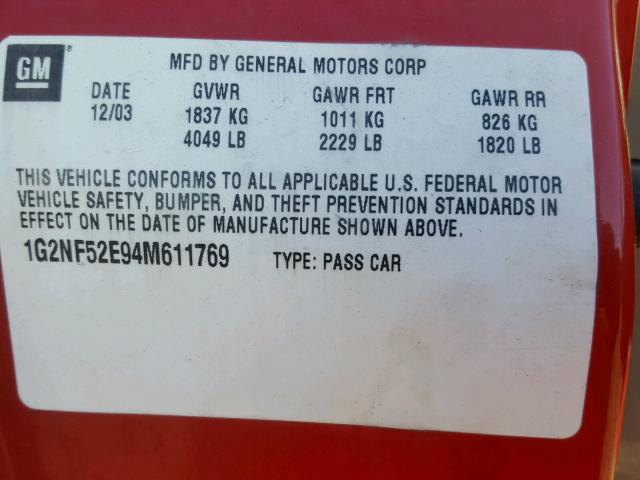 GM®
MFD BY GENERAL MOTORS CORP
DATE GVWR GAWR FRT GAWR RR
12/03 1837 KG 1011 KG 826 KG
4049 LB 2229 LB 1820 LB
THIS VEHICLE CONFORMS TO ALL APPLICABLE U.S. FEDERAL MOTOR
VEHICLE SAFETY, BUMPER, AND THEFT PREVENTION STANDARDS IN
EFFECT ON THE DATE OF MANUFACTURE SHOWN ABOVE.
1G2NF52E94M611769 TYPE: PASS CAR